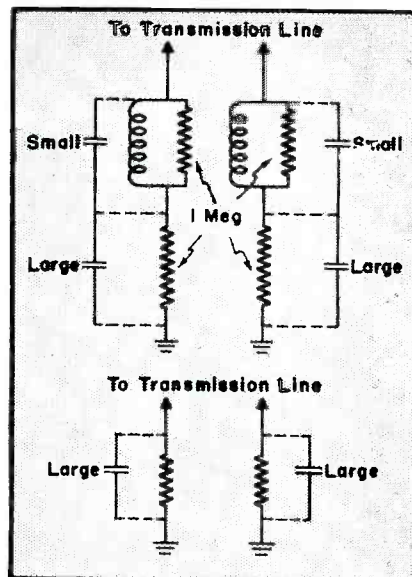 To Transmission Line
Small
Small
1 Meg
Large
Large
To Transmission Line
Large
Large